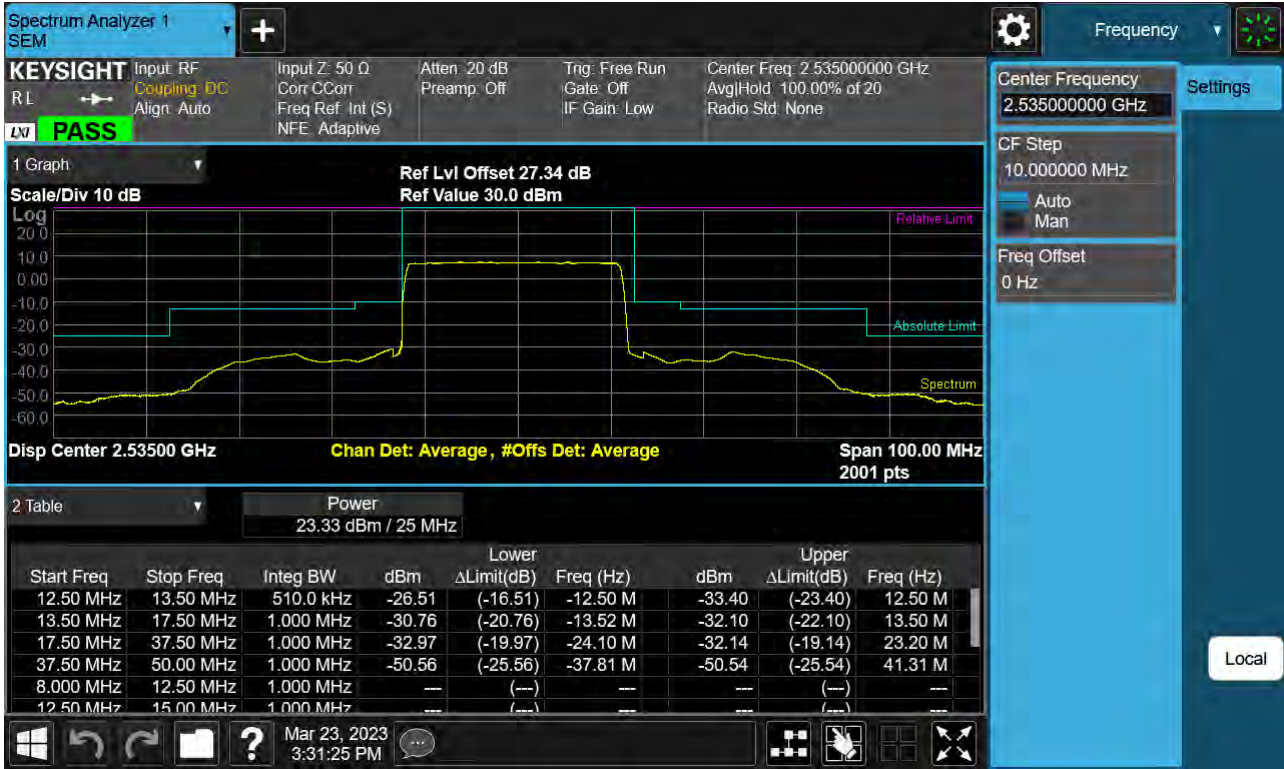 Spectrum Analyzer 1
SEM
Frequency
KEYSIGHT
Input: RF
Coupling: DC
Align: Auto
Input Z: 50 Ω
Corr CCorr
Freq Ref: Int (S)
NFE: Adaptive
Atten: 20 dB
Preamp: Off
Trig: Free Run
Gate: Off
IF Gain: Low
Center Freq: 2.535000000 GHz
Avg|Hold: 100.00% of 20
Radio Std: None
R L
LXI PASS
Center Frequency
2.535000000 GHz
Settings
CF Step
10.000000 MHz
Auto
Man
Freq Offset
0 Hz
1 Graph
Scale/Div 10 dB
Ref Lvl Offset 27.34 dB
Ref Value 30.0 dBm
Log
20.0
10.0
0.00
-10.0
-20.0
-30.0
-40.0
-50.0
-60.0
Relative Limit
Absolute Limit
Spectrum
Disp Center 2.53500 GHz
Chan Det: Average, #Offs Det: Average
Span 100.00 MHz
2001 pts
2 Table
Power
23.33 dBm / 25 MHz
Lower Upper
Start Freq Stop Freq Integ BW dBm ΔLimit(dB) Freq (Hz) dBm ΔLimit(dB) Freq (Hz)
12.50 MHz 13.50 MHz 510.0 kHz -26.51 (-16.51) -12.50 M -33.40 (-23.40) 12.50 M
13.50 MHz 17.50 MHz 1.000 MHz -30.76 (-20.76) -13.52 M -32.10 (-22.10) 13.50 M
17.50 MHz 37.50 MHz 1.000 MHz -32.97 (-19.97) -24.10 M -32.14 (-19.14) 23.20 M
37.50 MHz 50.00 MHz 1.000 MHz -50.56 (-25.56) -37.81 M -50.54 (-25.54) 41.31 M
8.000 MHz 12.50 MHz 1.000 MHz --- (---) --- --- (---) ---
12.50 MHz 15.00 MHz 1.000 MHz --- (---) --- --- (---) ---
Local
?
Mar 23, 2023
3:31:25 PM